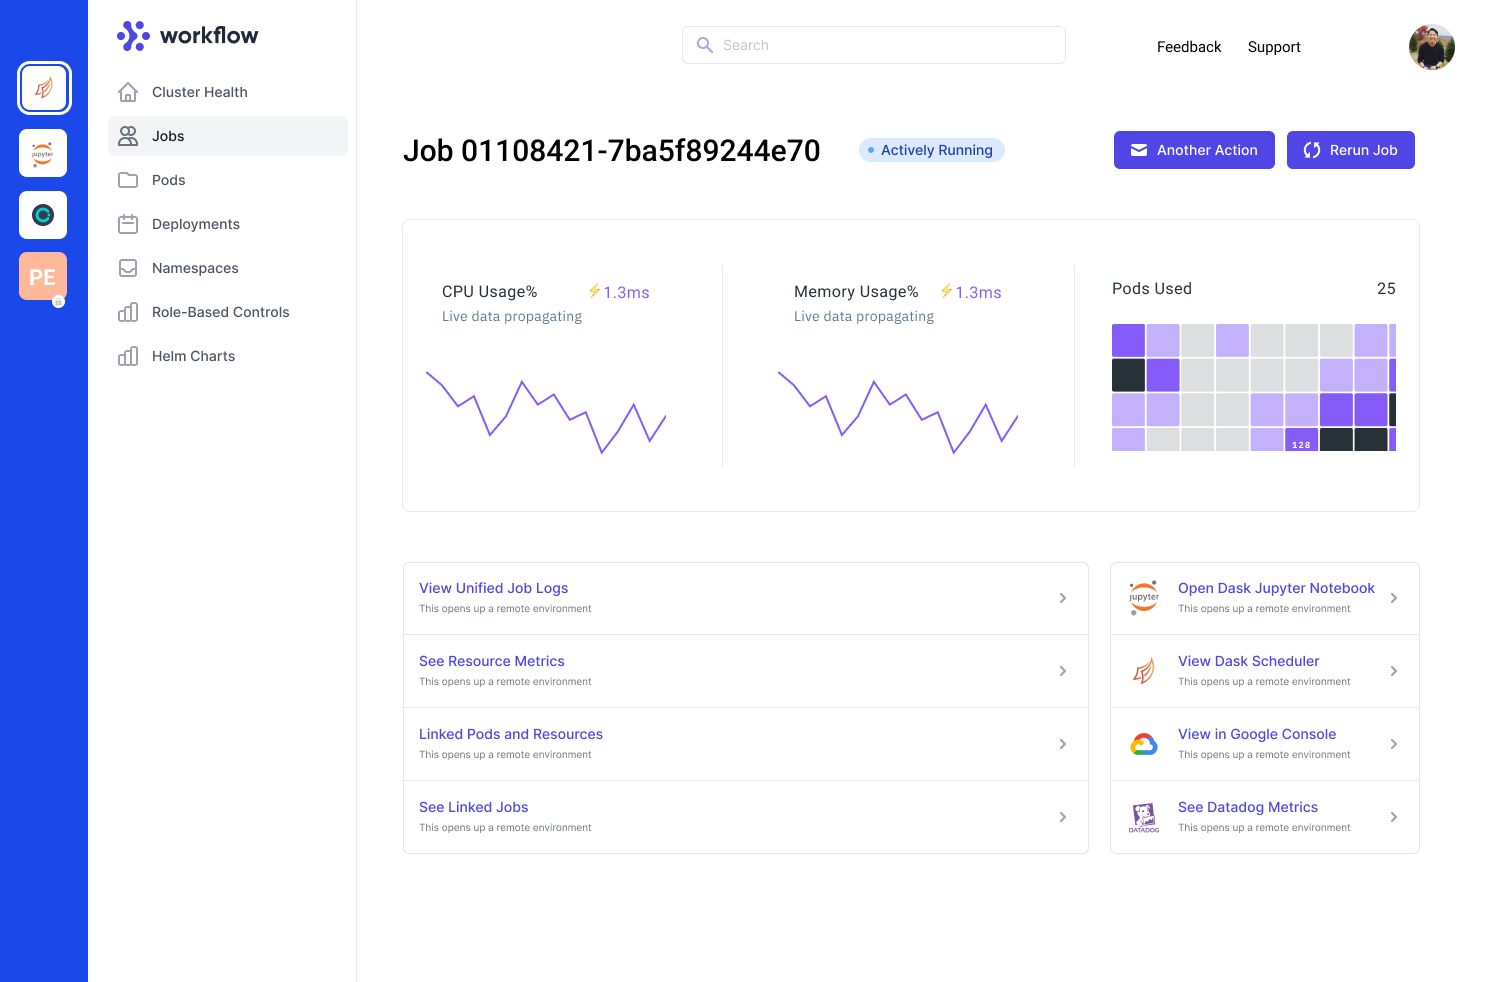 workflow
Search
Feedback
Support
jupyter
PE
Cluster Health
Jobs
Pods
Deployments
Namespaces
Role-Based Controls
Helm Charts
Job 01108421-7ba5f89244e70
Actively Running
Another Action
Rerun Job
CPU Usage%
⚡1.3ms
Live data propagating
Memory Usage%
⚡1.3ms
Live data propagating
Pods Used
25
128
View Unified Job Logs
This opens up a remote environment
See Resource Metrics
This opens up a remote environment
Linked Pods and Resources
This opens up a remote environment
See Linked Jobs
This opens up a remote environment
jupyter
Open Dask Jupyter Notebook
This opens up a remote environment
View Dask Scheduler
This opens up a remote environment
View in Google Console
This opens up a remote environment
DATADOG
See Datadog Metrics
This opens up a remote environment